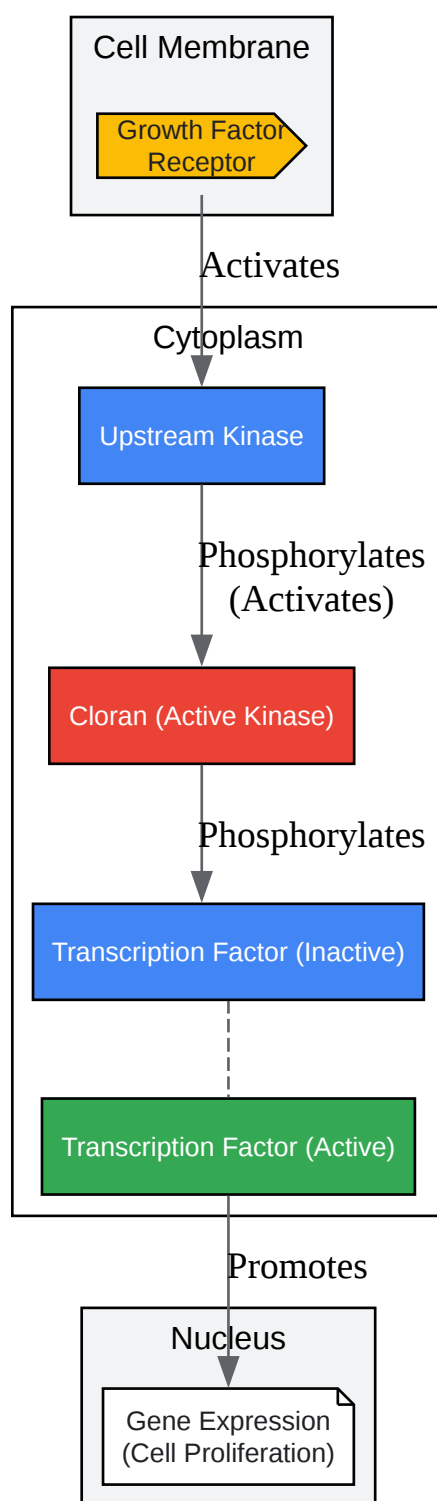 Cell Membrane
Growth Factor
Receptor
Activates
Cytoplasm
Upstream Kinase
Phosphorylates
(Activates)
Cloran (Active Kinase)
Phosphorylates
Transcription Factor (Inactive)
Transcription Factor (Active)
Promotes
Nucleus
Gene Expression
(Cell Proliferation)